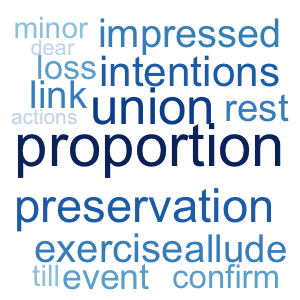 minor impressed
dear
loss intentions
link union rest
actions
proportion
preservation
exercise allude
till event confirm